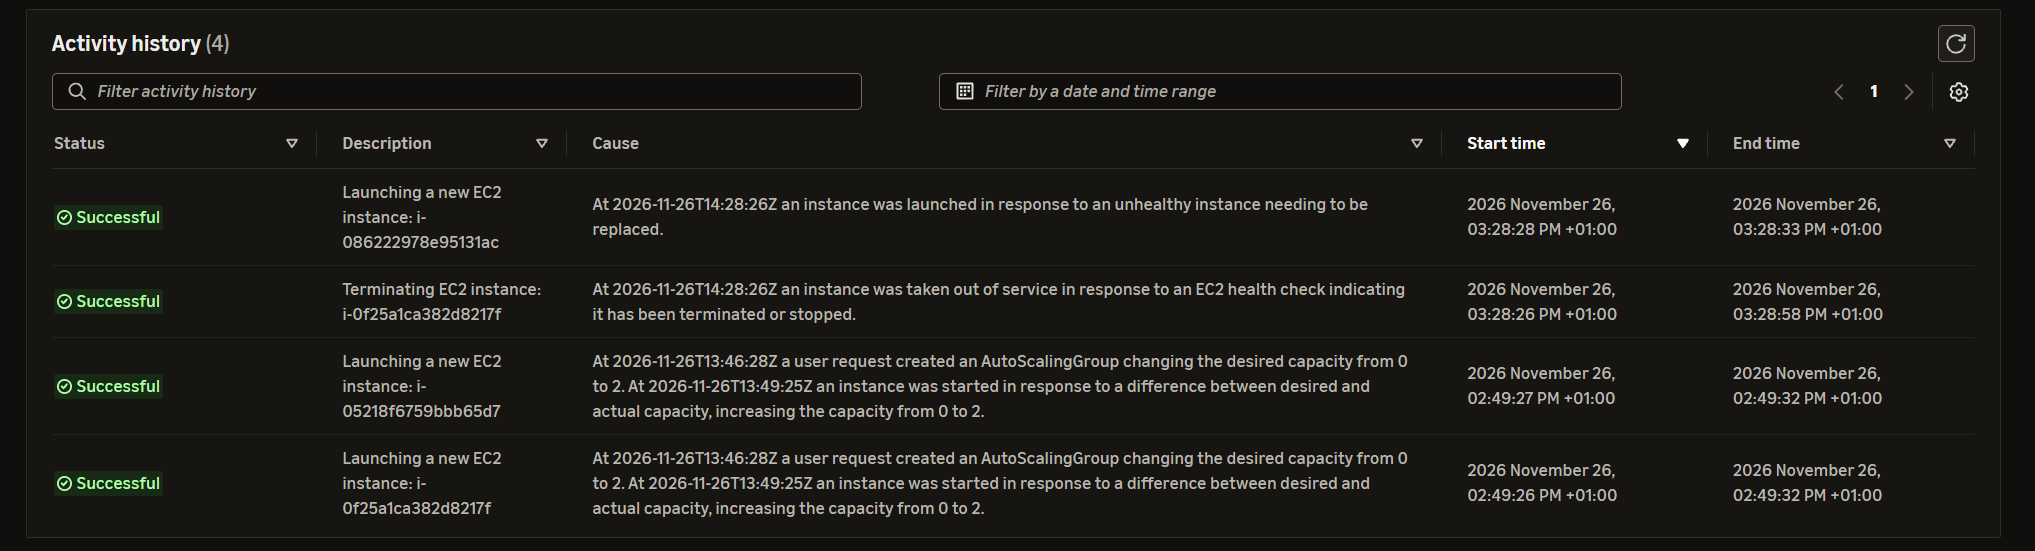 Activity history (4)
Filter activity history
Filter by a date and time range
1
Status
Description
Cause
Start time
End time
Successful
Launching a new EC2
instance: i-
086222978e95131ac
At 2026-11-26T14:28:26Z an instance was launched in response to an unhealthy instance needing to be
replaced.
2026 November 26,
03:28:28 PM +01:00
2026 November 26,
03:28:33 PM +01:00
Successful
Terminating EC2 instance:
i-0f25a1ca382d8217f
At 2026-11-26T14:28:26Z an instance was taken out of service in response to an EC2 health check indicating
it has been terminated or stopped.
2026 November 26,
03:28:26 PM +01:00
2026 November 26,
03:28:58 PM +01:00
Successful
Launching a new EC2
instance: i-
05218f6759bbb65d7
At 2026-11-26T13:46:28Z a user request created an AutoScalingGroup changing the desired capacity from 0
to 2. At 2026-11-26T13:49:25Z an instance was started in response to a difference between desired and
actual capacity, increasing the capacity from 0 to 2.
2026 November 26,
02:49:27 PM +01:00
2026 November 26,
02:49:32 PM +01:00
Successful
Launching a new EC2
instance: i-
0f25a1ca382d8217f
At 2026-11-26T13:46:28Z a user request created an AutoScalingGroup changing the desired capacity from 0
to 2. At 2026-11-26T13:49:25Z an instance was started in response to a difference between desired and
actual capacity, increasing the capacity from 0 to 2.
2026 November 26,
02:49:26 PM +01:00
2026 November 26,
02:49:32 PM +01:00